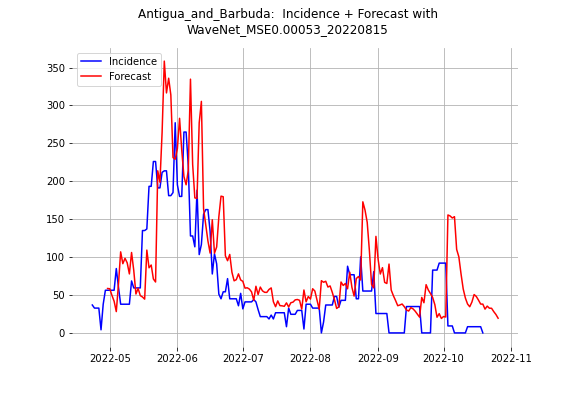 Antigua_and_Barbuda:  Incidence + Forecast with
WaveNet_MSE0.00053_20220815
Incidence
Forecast
350
300
250
200
150
100
50
0
2022-05 2022-06 2022-07 2022-08 2022-09 2022-10 2022-11